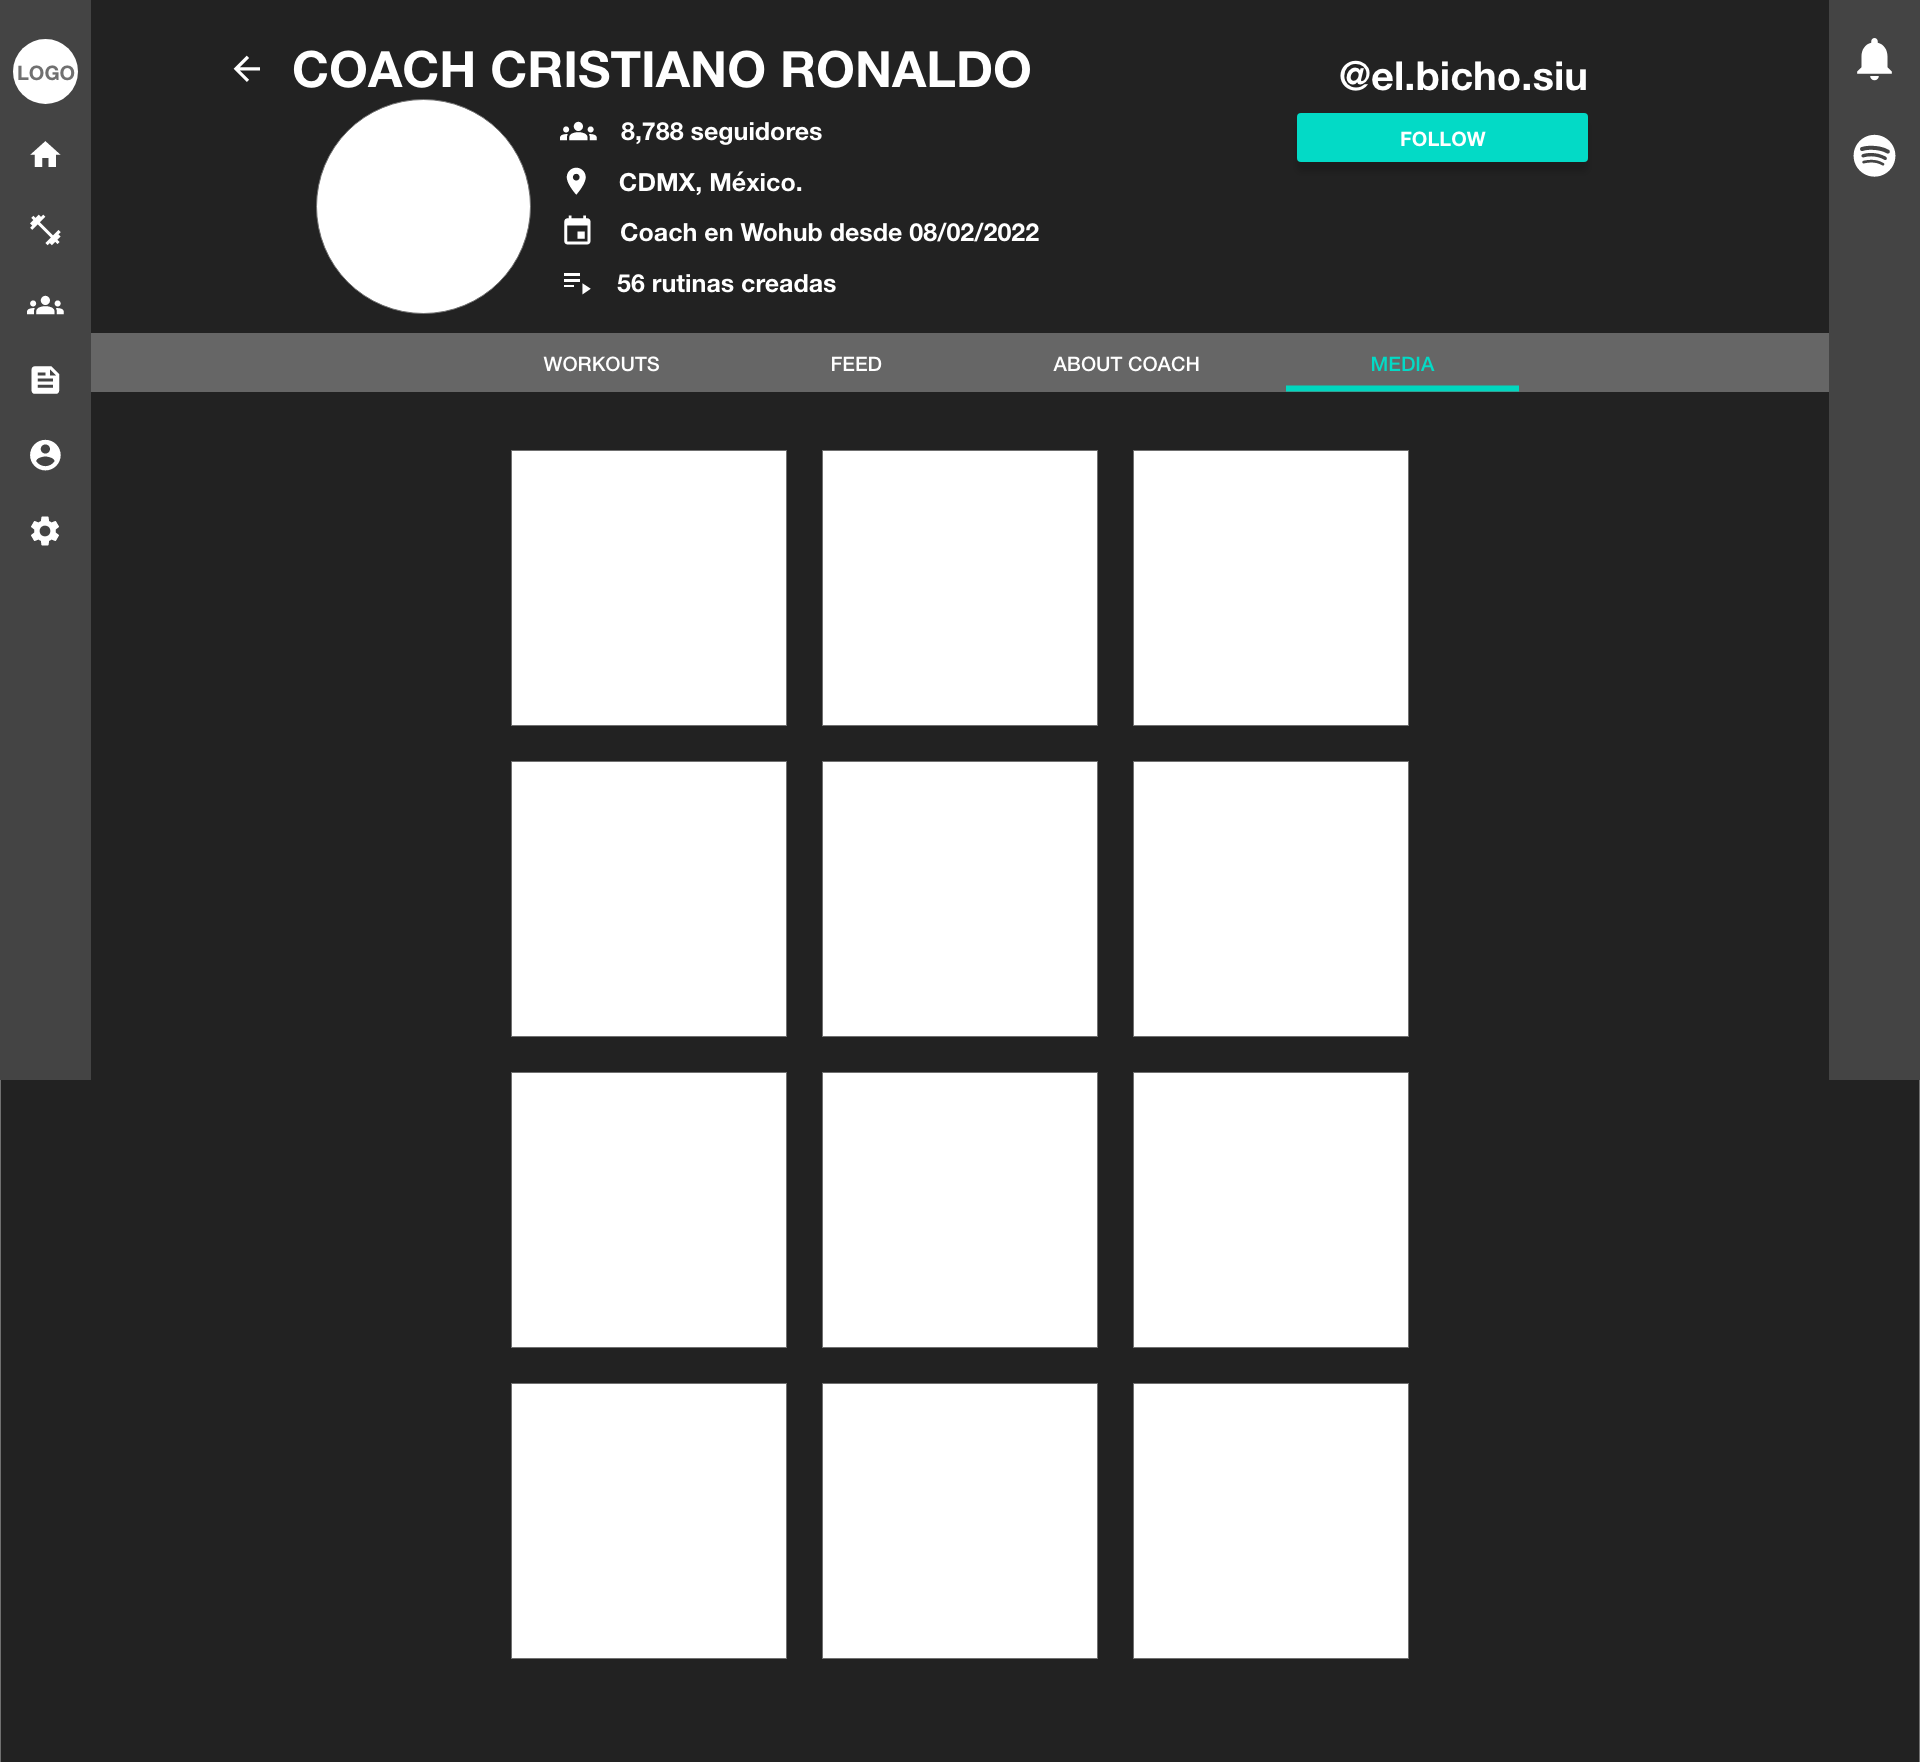 LOGO
COACH CRISTIANO RONALDO
@el.bicho.siu
8,788 seguidores
FOLLOW
CDMX, México.
Coach en Wohub desde 08/02/2022
56 rutinas creadas
WORKOUTS
FEED
ABOUT COACH
MEDIA